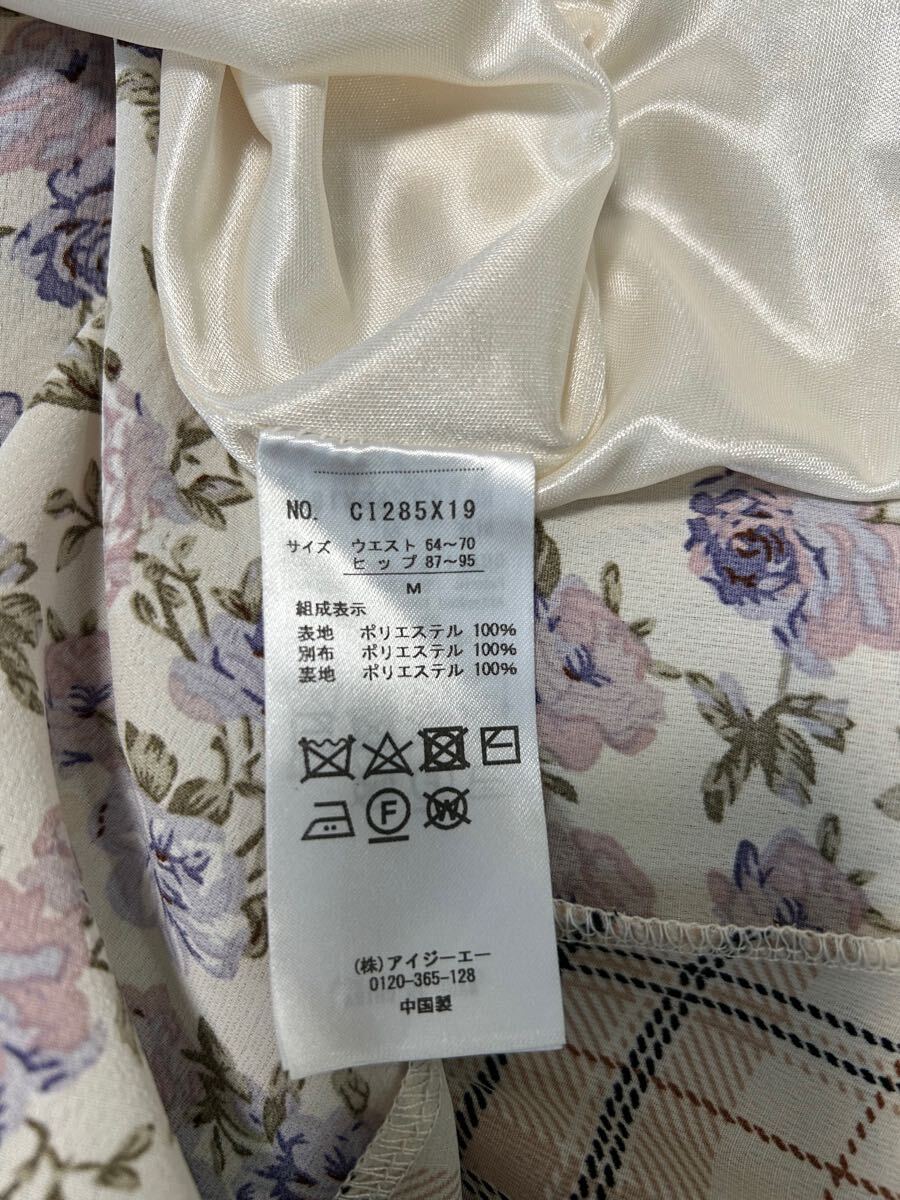 NO. CI285X19
サイズ ウエスト 64~70
ヒップ 87~95
M
組成表示
表地 ポリエステル 100%
別布 ポリエステル 100%
裏地 ポリエステル 100%
F
W
(株)アイジーエー
0120-365-128
中国製